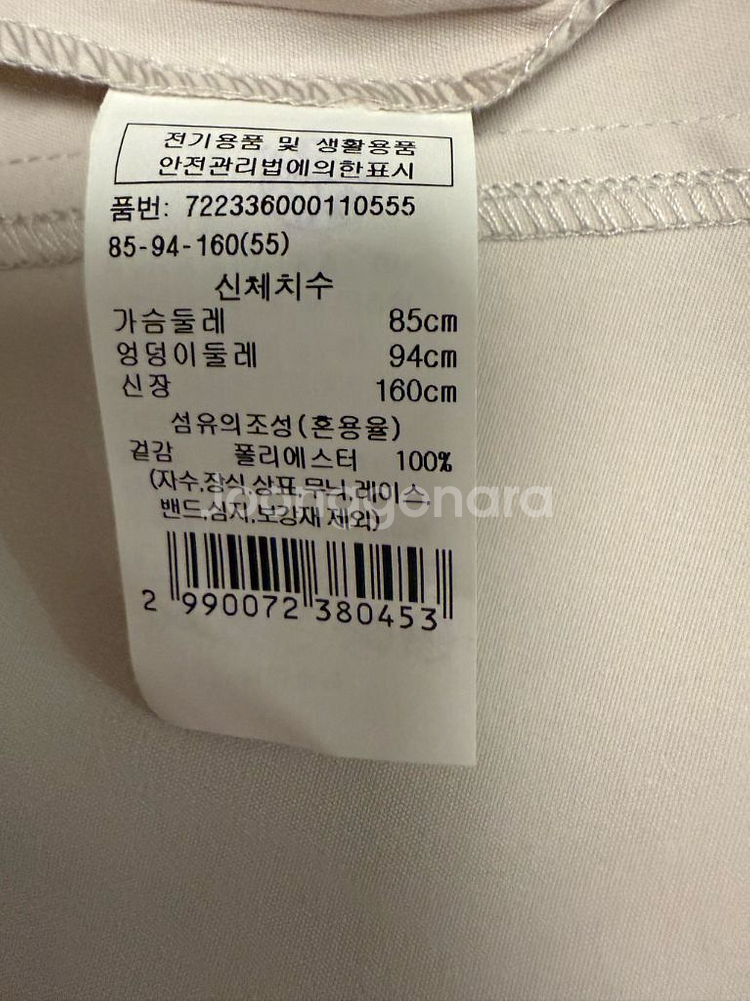 전기용품 및 생활용품
안전관리법에의한표시
품번: 722336000110555
85-94-160(55)
신체치수
가슴둘레 85cm
엉덩이둘레 94cm
신장 160cm
섬유의조성(혼용율)
겉감 폴리에스터 100%
(자수,장식,상표,무늬,레이스
밴드,심지,보강재 제외)
joongonara
2 990072 380453